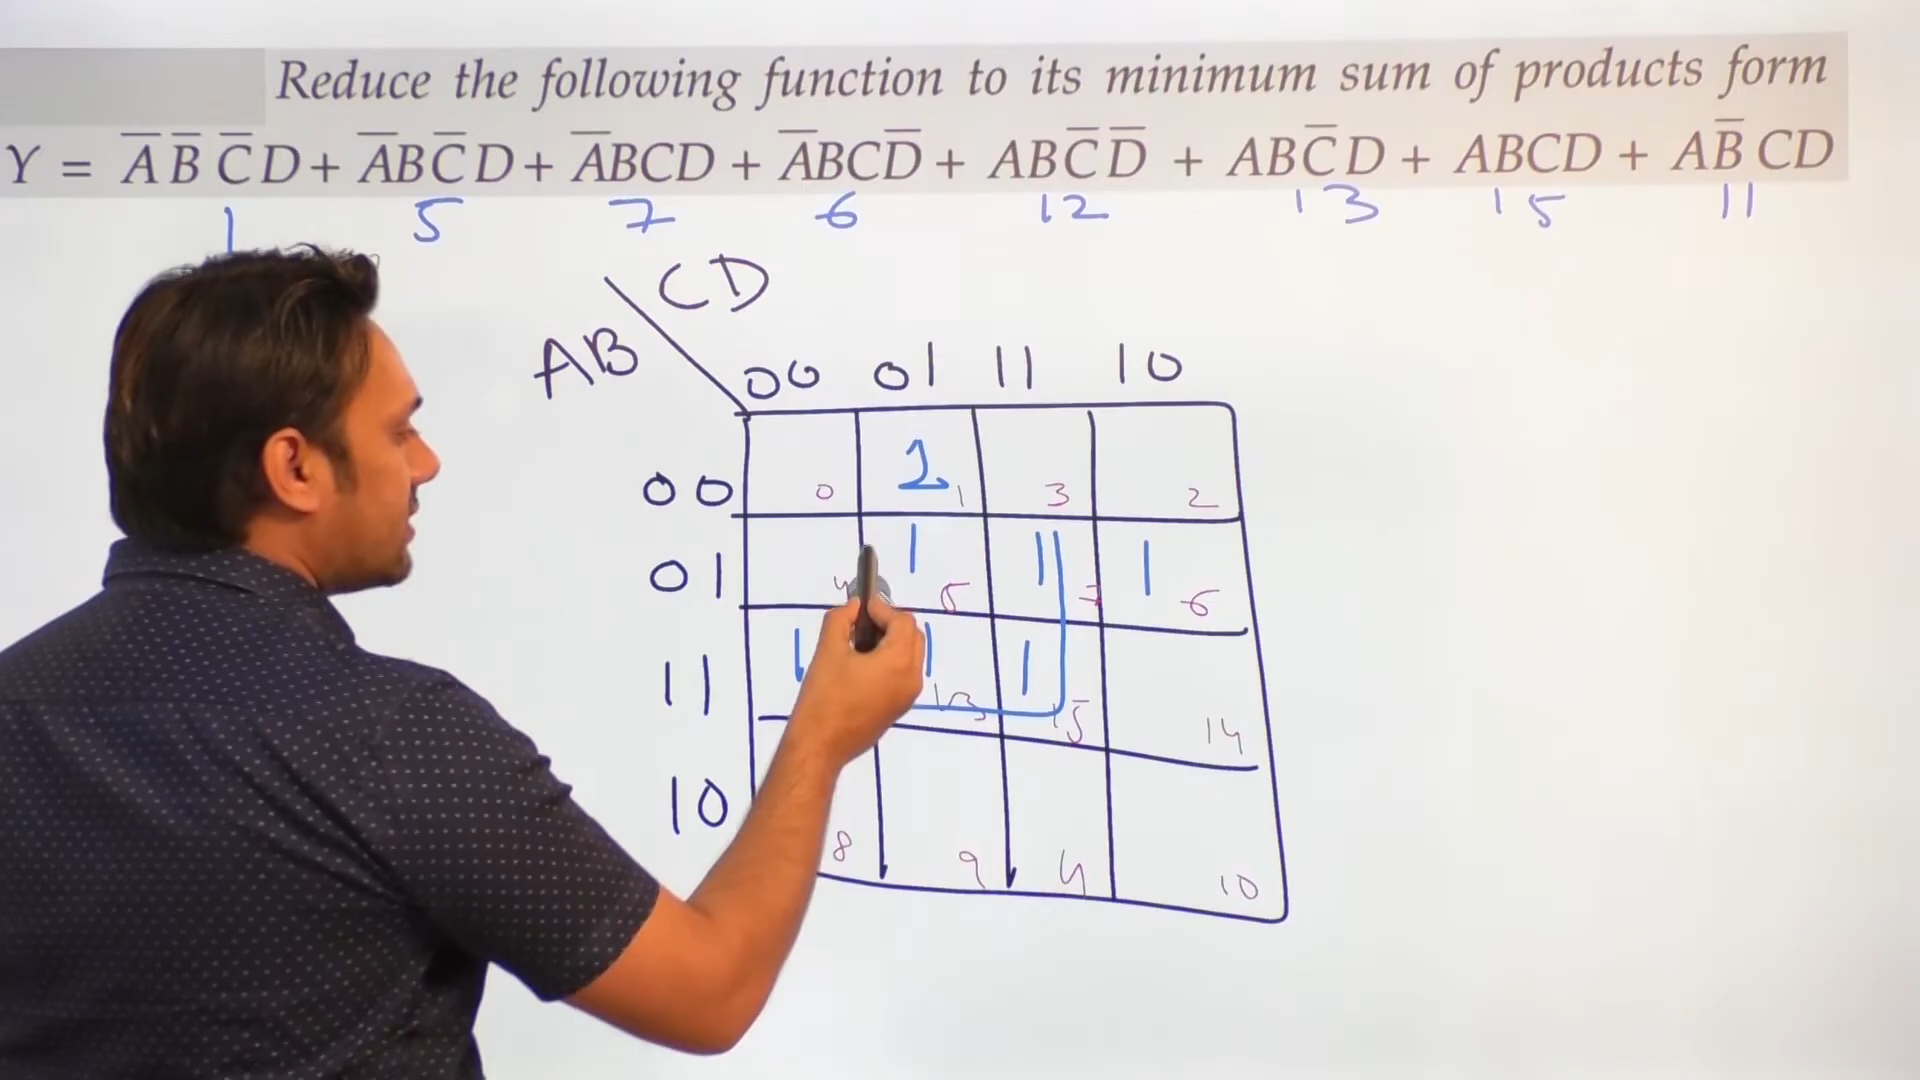 Reduce the following function to its minimum sum of products form
Y = A̅ B̅ C̅ D + A̅BC̅D + A̅BCD + A̅BCD̅ + ABC̅D̅ + ABC̅D + ABCD + AB̅CD
1 5 7 6 12 13 15 11
CD
AB
00 01 11 10
00 0 1 1 3 2
01 4 1 5 1 7 1 6
11 1 1 13 1 15 14
10 8 9 10